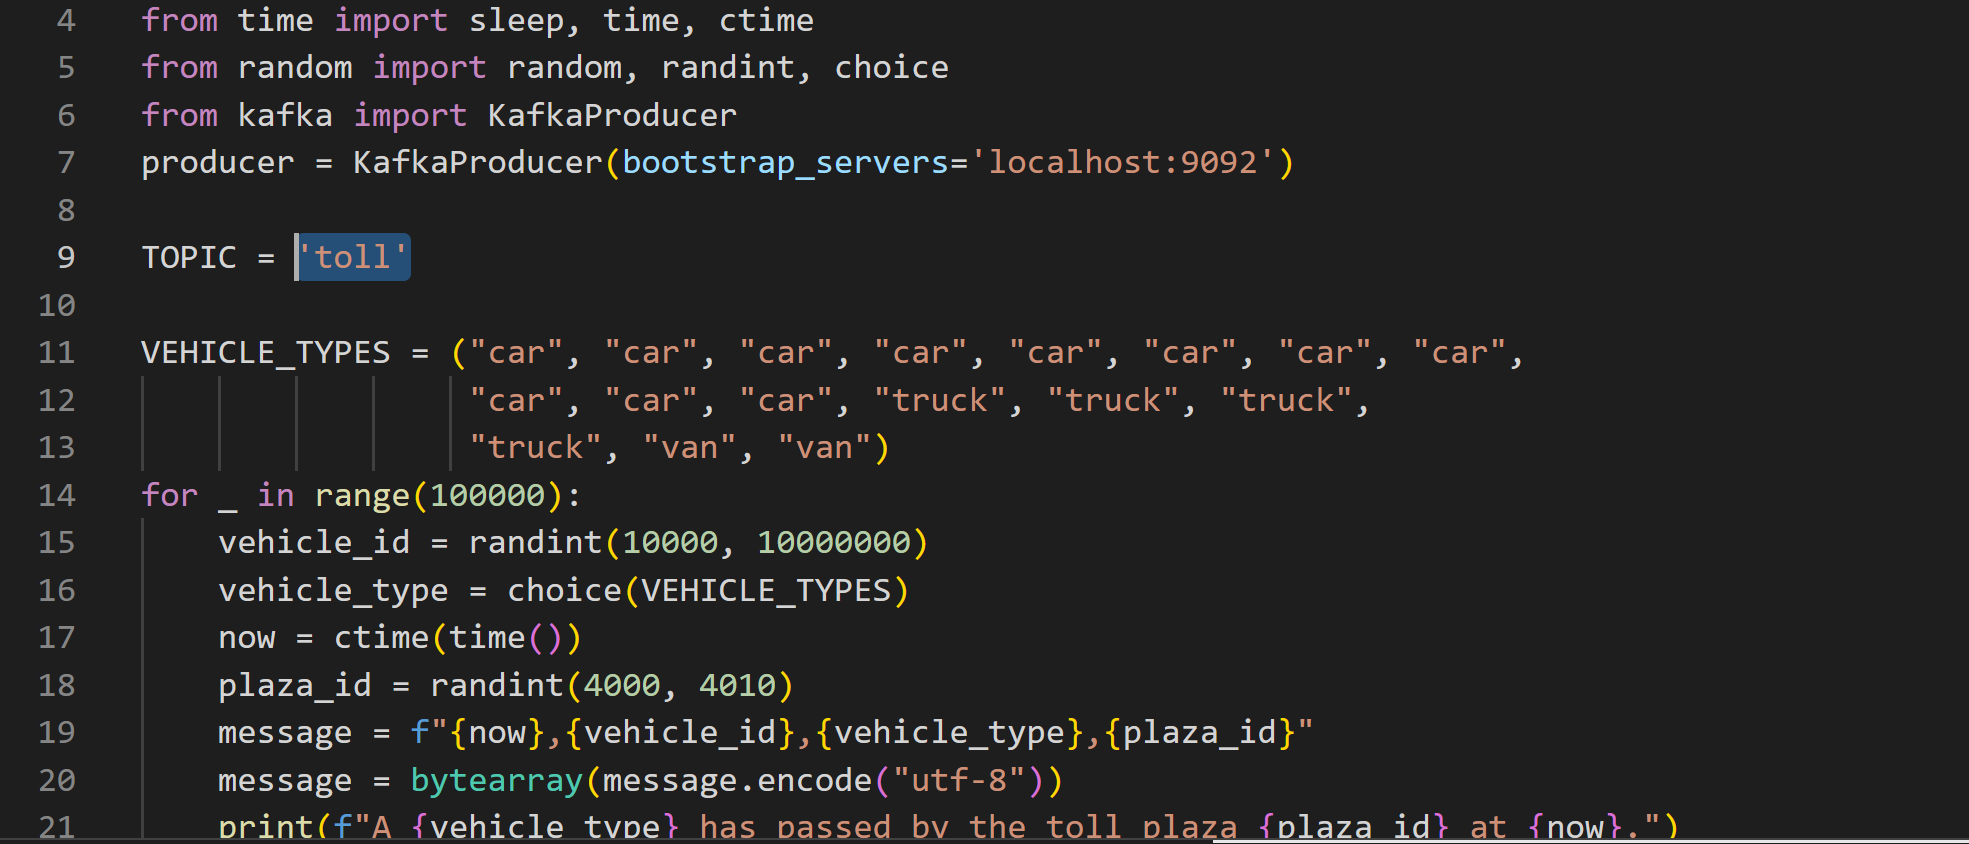 4 from time import sleep, time, ctime
5 from random import random, randint, choice
6 from kafka import KafkaProducer
7 producer = KafkaProducer(bootstrap_servers='localhost:9092')
8
9 TOPIC = 'toll'
10
11 VEHICLE_TYPES = ("car", "car", "car", "car", "car", "car", "car", "car",
12 "car", "car", "car", "truck", "truck", "truck",
13 "truck", "van", "van")
14 for _ in range(100000):
15 vehicle_id = randint(10000, 10000000)
16 vehicle_type = choice(VEHICLE_TYPES)
17 now = ctime(time())
18 plaza_id = randint(4000, 4010)
19 message = f"{now},{vehicle_id},{vehicle_type},{plaza_id}"
20 message = bytearray(message.encode("utf-8"))
21 print(f"A {vehicle_type} has passed by the toll plaza {plaza_id} at {now}.")